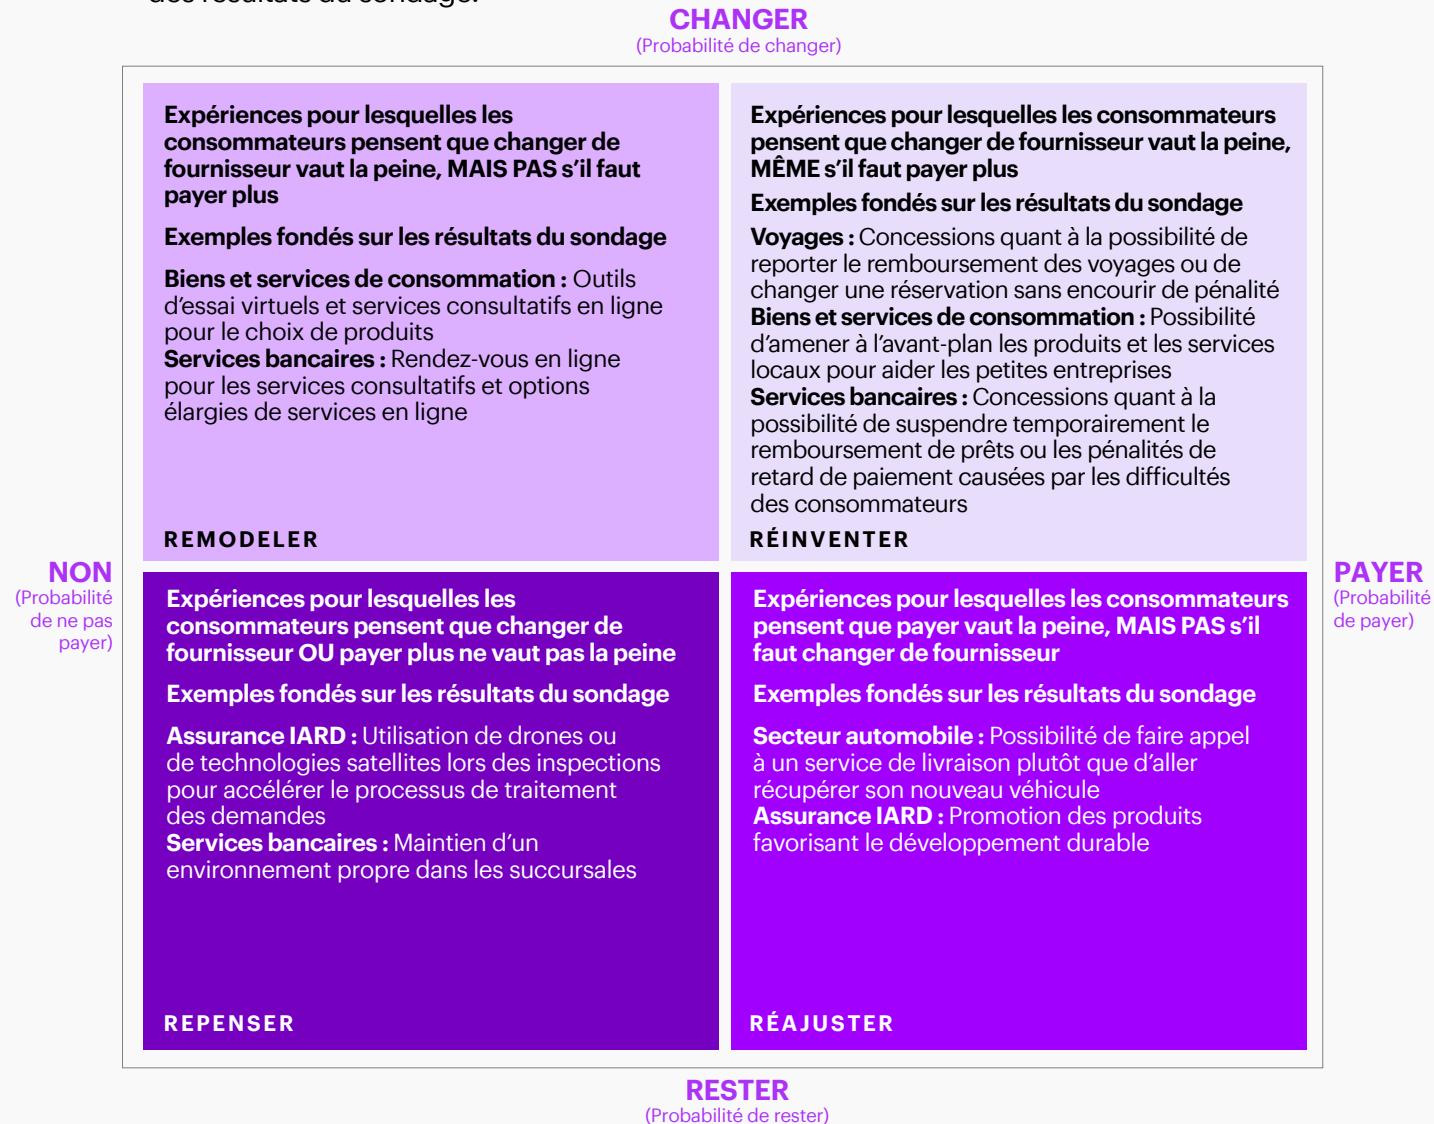 des résultats du sondage.
CHANGER
(Probabilité de changer)
Expériences pour lesquelles les
consommateurs pensent que changer de
fournisseur vaut la peine, MAIS PAS s’il faut
payer plus
Exemples fondés sur les résultats du sondage
Biens et services de consommation : Outils
d’essai virtuels et services consultatifs en ligne
pour le choix de produits
Services bancaires : Rendez-vous en ligne
pour les services consultatifs et options
élargies de services en ligne
REMODELER
Expériences pour lesquelles les consommateurs
pensent que changer de fournisseur vaut la peine,
MÊME s’il faut payer plus
Exemples fondés sur les résultats du sondage
Voyages : Concessions quant à la possibilité de
reporter le remboursement des voyages ou de
changer une réservation sans encourir de pénalité
Biens et services de consommation : Possibilité
d’amener à l’avant-plan les produits et les services
locaux pour aider les petites entreprises
Services bancaires : Concessions quant à la
possibilité de suspendre temporairement le
remboursement de prêts ou les pénalités de
retard de paiement causées par les difficultés
des consommateurs
RÉINVENTER
NON
(Probabilité
de ne pas
payer)
PAYER
(Probabilité
de payer)
Expériences pour lesquelles les
consommateurs pensent que changer de
fournisseur OU payer plus ne vaut pas la peine
Exemples fondés sur les résultats du sondage
Assurance IARD : Utilisation de drones ou
de technologies satellites lors des inspections
pour accélérer le processus de traitement
des demandes
Services bancaires : Maintien d’un
environnement propre dans les succursales
REPENSER
Expériences pour lesquelles les consommateurs
pensent que payer vaut la peine, MAIS PAS s’il
faut changer de fournisseur
Exemples fondés sur les résultats du sondage
Secteur automobile : Possibilité de faire appel
à un service de livraison plutôt que d’aller
récupérer son nouveau véhicule
Assurance IARD : Promotion des produits
favorisant le développement durable
RÉAJUSTER
RESTER
(Probabilité de rester)